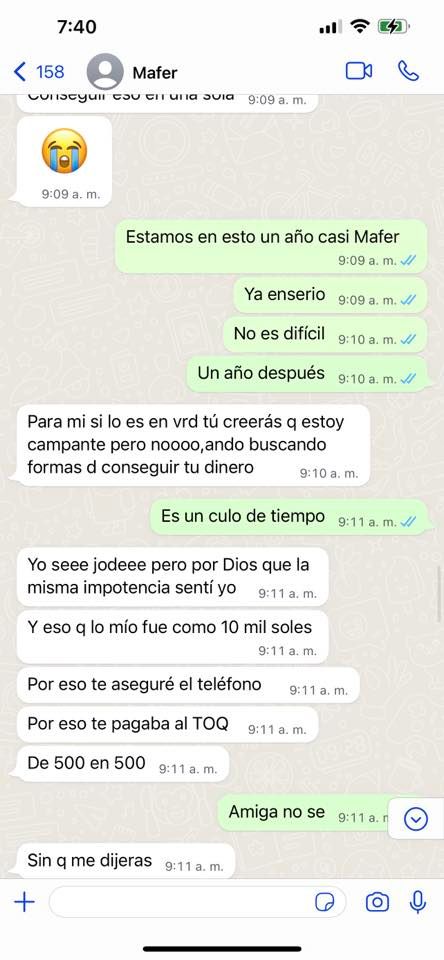 7:40
158
Mafer
Conseguir eso en una sola 9:09 a. m.
9:09 a. m.
Estamos en esto un año casi Mafer
9:09 a. m.
Ya enserio 9:09 a. m.
No es difícil 9:10 a. m.
Un año después 9:10 a. m.
Para mi si lo es en vrd tú creerás q estoy
campante pero noooo,ando buscando
formas d conseguir tu dinero 9:10 a. m.
Es un culo de tiempo 9:11 a. m.
Yo seee jodeee pero por Dios que la
misma impotencia sentí yo 9:11 a. m.
Y eso q lo mío fue como 10 mil soles
9:11 a. m.
Por eso te aseguré el teléfono 9:11 a. m.
Por eso te pagaba al TOQ 9:11 a. m.
De 500 en 500 9:11 a. m.
Amiga no se 9:11 a.
Sin q me dijeras 9:11 a. m.